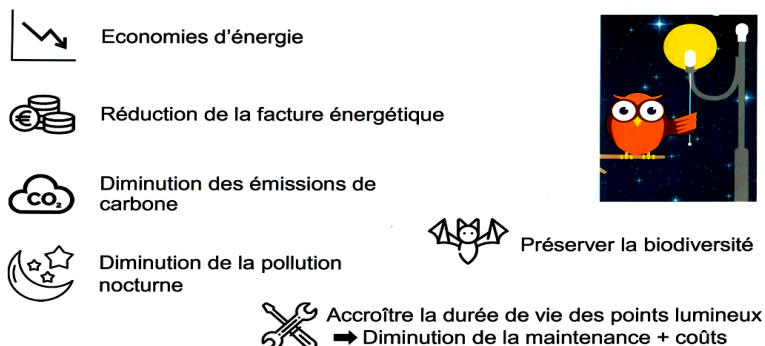 Economies d'énergie
€
Réduction de la facture énergétique
CO₂
Diminution des émissions de
carbone
Préserver la biodiversité
Diminution de la pollution
nocturne
Accroître la durée de vie des points lumineux
➡ Diminution de la maintenance + coûts